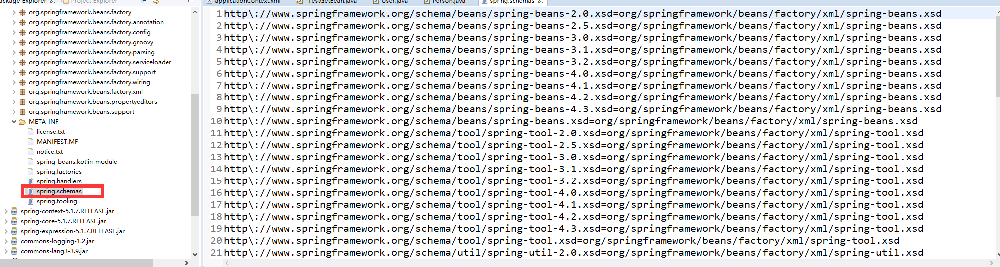 Package Explorer
Project Explorer
org.springframework.beans.factory
org.springframework.beans.factory.annotation
org.springframework.beans.factory.config
org.springframework.beans.factory.groovy
org.springframework.beans.factory.parsing
org.springframework.beans.factory.serviceloader
org.springframework.beans.factory.support
org.springframework.beans.factory.wiring
org.springframework.beans.factory.xml
org.springframework.beans.propertyeditors
org.springframework.beans.support
META-INF
license.txt
MANIFEST.MF
notice.txt
spring-beans.kotlin_module
spring.factories
spring.handlers
spring.schemas
spring.tooling
spring-context-5.1.7.RELEASE.jar
spring-core-5.1.7.RELEASE.jar
spring-expression-5.1.7.RELEASE.jar
commons-logging-1.2.jar
commons-lang3-3.9.jar
applicationContext.xml
*TestGetBean.java
User.java
Person.java
spring.schemas
1 http\://www.springframework.org/schema/beans/spring-beans-2.0.xsd=org/springframework/beans/factory/xml/spring-beans.xsd
2 http\://www.springframework.org/schema/beans/spring-beans-2.5.xsd=org/springframework/beans/factory/xml/spring-beans.xsd
3 http\://www.springframework.org/schema/beans/spring-beans-3.0.xsd=org/springframework/beans/factory/xml/spring-beans.xsd
4 http\://www.springframework.org/schema/beans/spring-beans-3.1.xsd=org/springframework/beans/factory/xml/spring-beans.xsd
5 http\://www.springframework.org/schema/beans/spring-beans-3.2.xsd=org/springframework/beans/factory/xml/spring-beans.xsd
6 http\://www.springframework.org/schema/beans/spring-beans-4.0.xsd=org/springframework/beans/factory/xml/spring-beans.xsd
7 http\://www.springframework.org/schema/beans/spring-beans-4.1.xsd=org/springframework/beans/factory/xml/spring-beans.xsd
8 http\://www.springframework.org/schema/beans/spring-beans-4.2.xsd=org/springframework/beans/factory/xml/spring-beans.xsd
9 http\://www.springframework.org/schema/beans/spring-beans-4.3.xsd=org/springframework/beans/factory/xml/spring-beans.xsd
10 http\://www.springframework.org/schema/beans/spring-beans.xsd=org/springframework/beans/factory/xml/spring-beans.xsd
11 http\://www.springframework.org/schema/tool/spring-tool-2.0.xsd=org/springframework/beans/factory/xml/spring-tool.xsd
12 http\://www.springframework.org/schema/tool/spring-tool-2.5.xsd=org/springframework/beans/factory/xml/spring-tool.xsd
13 http\://www.springframework.org/schema/tool/spring-tool-3.0.xsd=org/springframework/beans/factory/xml/spring-tool.xsd
14 http\://www.springframework.org/schema/tool/spring-tool-3.1.xsd=org/springframework/beans/factory/xml/spring-tool.xsd
15 http\://www.springframework.org/schema/tool/spring-tool-3.2.xsd=org/springframework/beans/factory/xml/spring-tool.xsd
16 http\://www.springframework.org/schema/tool/spring-tool-4.0.xsd=org/springframework/beans/factory/xml/spring-tool.xsd
17 http\://www.springframework.org/schema/tool/spring-tool-4.1.xsd=org/springframework/beans/factory/xml/spring-tool.xsd
18 http\://www.springframework.org/schema/tool/spring-tool-4.2.xsd=org/springframework/beans/factory/xml/spring-tool.xsd
19 http\://www.springframework.org/schema/tool/spring-tool-4.3.xsd=org/springframework/beans/factory/xml/spring-tool.xsd
20 http\://www.springframework.org/schema/tool/spring-tool.xsd=org/springframework/beans/factory/xml/spring-tool.xsd
21 http\://www.springframework.org/schema/util/spring-util-2.0.xsd=org/springframework/beans/factory/xml/spring-util.xsd